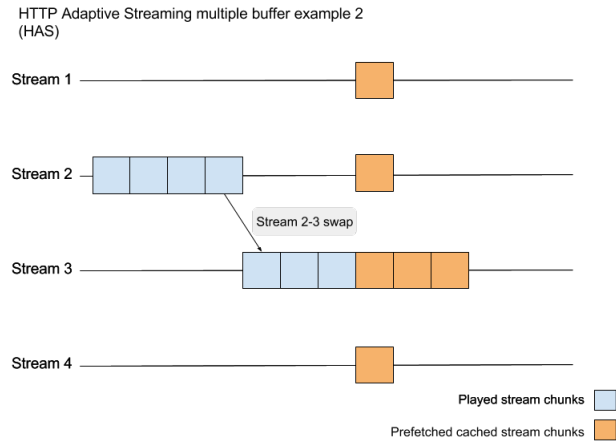 HTTP Adaptive Streaming multiple buffer example 2
(HAS)
Stream 1
Stream 2
Stream 2-3 swap
Stream 3
Stream 4
Played stream chunks
Prefetched cached stream chunks